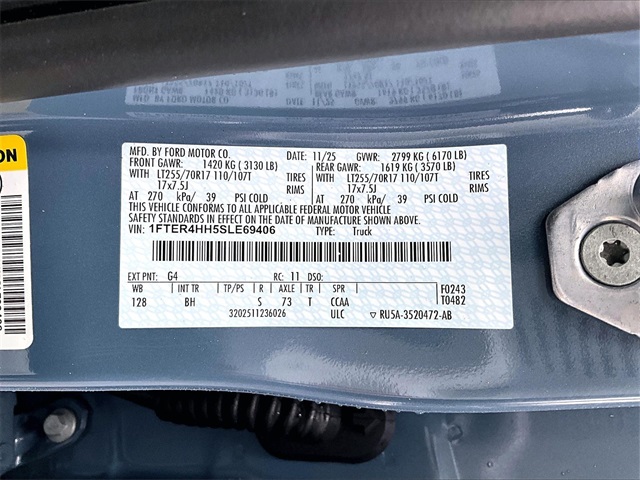 MFD. BY FORD MOTOR CO. DATE: 11/25 GVWR: 2799 KG ( 6170 LB)
FRONT GAWR: 1420 KG ( 3130 LB) REAR GAWR: 1619 KG ( 3570 LB)
WITH LT255/70R17 110/107T TIRES WITH LT255/70R17 110/107T TIRES
17x7.5J RIMS 17x7.5J RIMS
AT 270 kPa/ 39 PSI COLD AT 270 kPa/ 39 PSI COLD
THIS VEHICLE CONFORMS TO ALL APPLICABLE FEDERAL MOTOR VEHICLE
SAFETY STANDARDS IN EFFECT ON THE DATE OF MANUFACTURE SHOWN ABOVE.
VIN: 1FTER4HH5SLE69406 TYPE: Truck
EXT PNT: G4 RC: 11 DSO:
WB INT TR TP/PS R AXLE TR SPR F0243
128 BH S 73 T CCAA T0482
3202511236026 ULC ▽ RU5A-3520472-AB